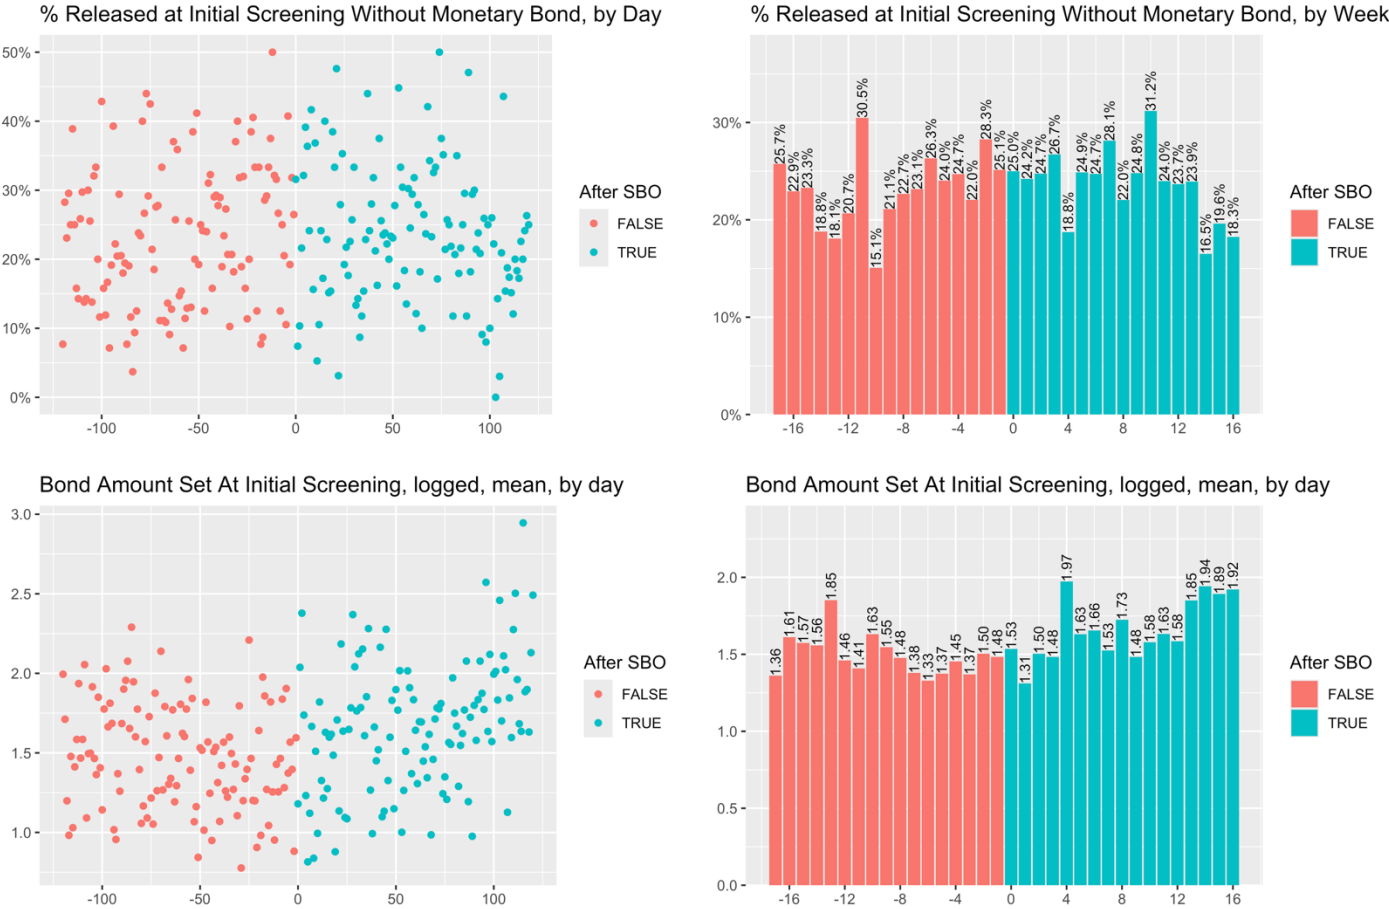 % Released at Initial Screening Without Monetary Bond, by Day
50%
40%
30%
20%
10%
0%
-100 -50 0 50 100
After SBO
FALSE
TRUE
% Released at Initial Screening Without Monetary Bond, by Week
30%
20%
10%
0%
25.7% 22.9% 23.3% 18.8% 18.1% 20.7% 30.5% 15.1% 21.1% 22.7% 23.1% 26.3% 24.0% 24.7% 22.0% 28.3% 25.1% 25.0% 24.2% 24.7% 26.7% 18.8% 24.9% 24.7% 28.1% 22.0% 24.8% 31.2% 24.0% 23.7% 23.9% 16.5% 19.6% 18.3%
-16 -12 -8 -4 0 4 8 12 16
After SBO
FALSE
TRUE
Bond Amount Set At Initial Screening, logged, mean, by day
3.0
2.5
2.0
1.5
1.0
-100 -50 0 50 100
After SBO
FALSE
TRUE
Bond Amount Set At Initial Screening, logged, mean, by day
2.0
1.5
1.0
0.5
0.0
1.36 1.61 1.57 1.56 1.85 1.46 1.41 1.63 1.55 1.48 1.38 1.33 1.37 1.45 1.37 1.50 1.48 1.53 1.31 1.50 1.48 1.97 1.63 1.66 1.53 1.73 1.48 1.58 1.63 1.58 1.85 1.94 1.89 1.92
-16 -12 -8 -4 0 4 8 12 16
After SBO
FALSE
TRUE